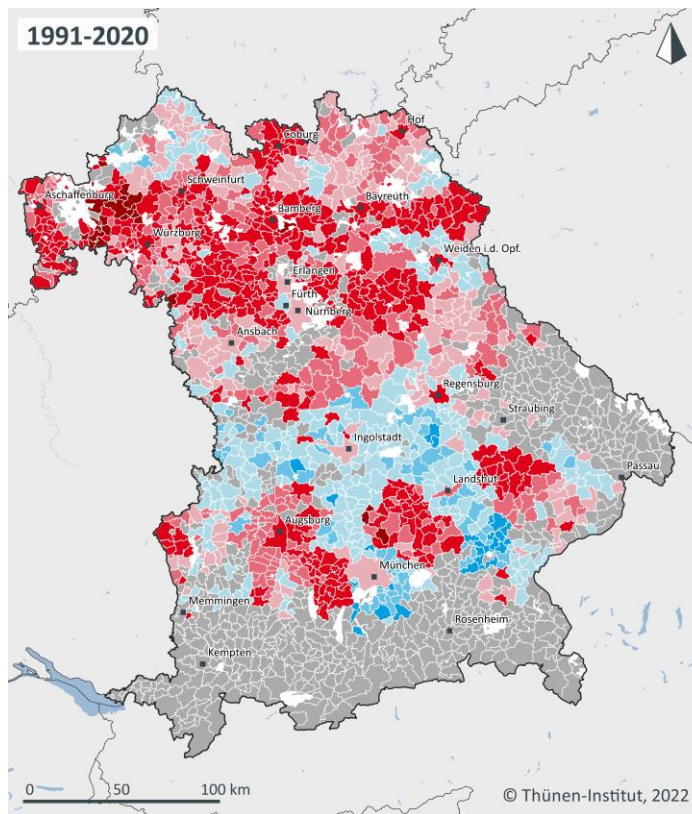 1991-2020
Hof
Coburg
Schweinfurt
Aschaffenburg
Bayreuth
Bamberg
Würzburg
Weiden i.d. Opf.
Erlangen
Fürth
Nürnberg
Ansbach
Regensburg
Straubing
Ingolstadt
Passau
Landshut
Augsburg
München
Memmingen
Rosenheim
Kempten
0 50 100 km
© Thünen-Institut, 2022